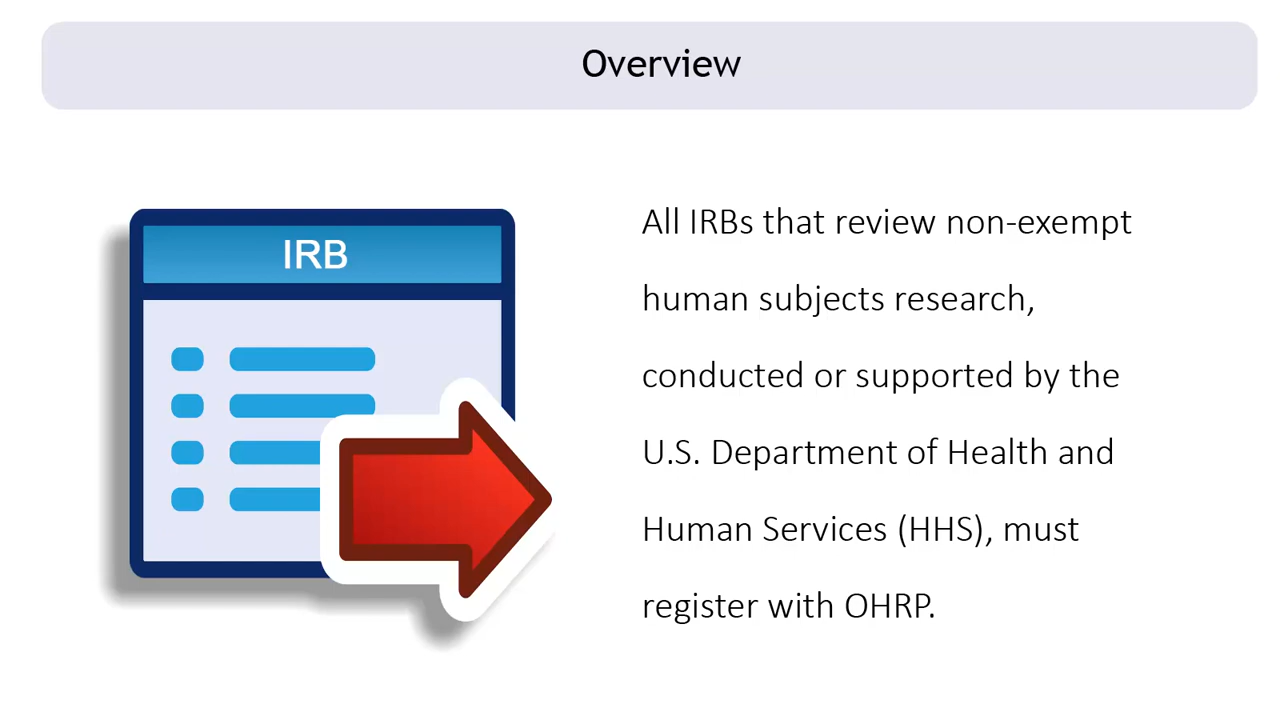 Overview
IRB
All IRBs that review non-exempt
human subjects research,
conducted or supported by the
U.S. Department of Health and
Human Services (HHS), must
register with OHRP.